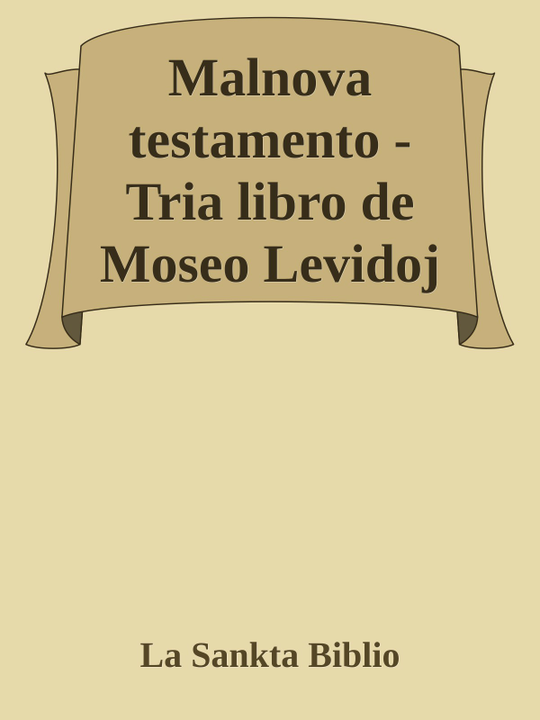 Malnova
testamento -
Tria libro de
Moseo Levidoj
La Sankta Biblio